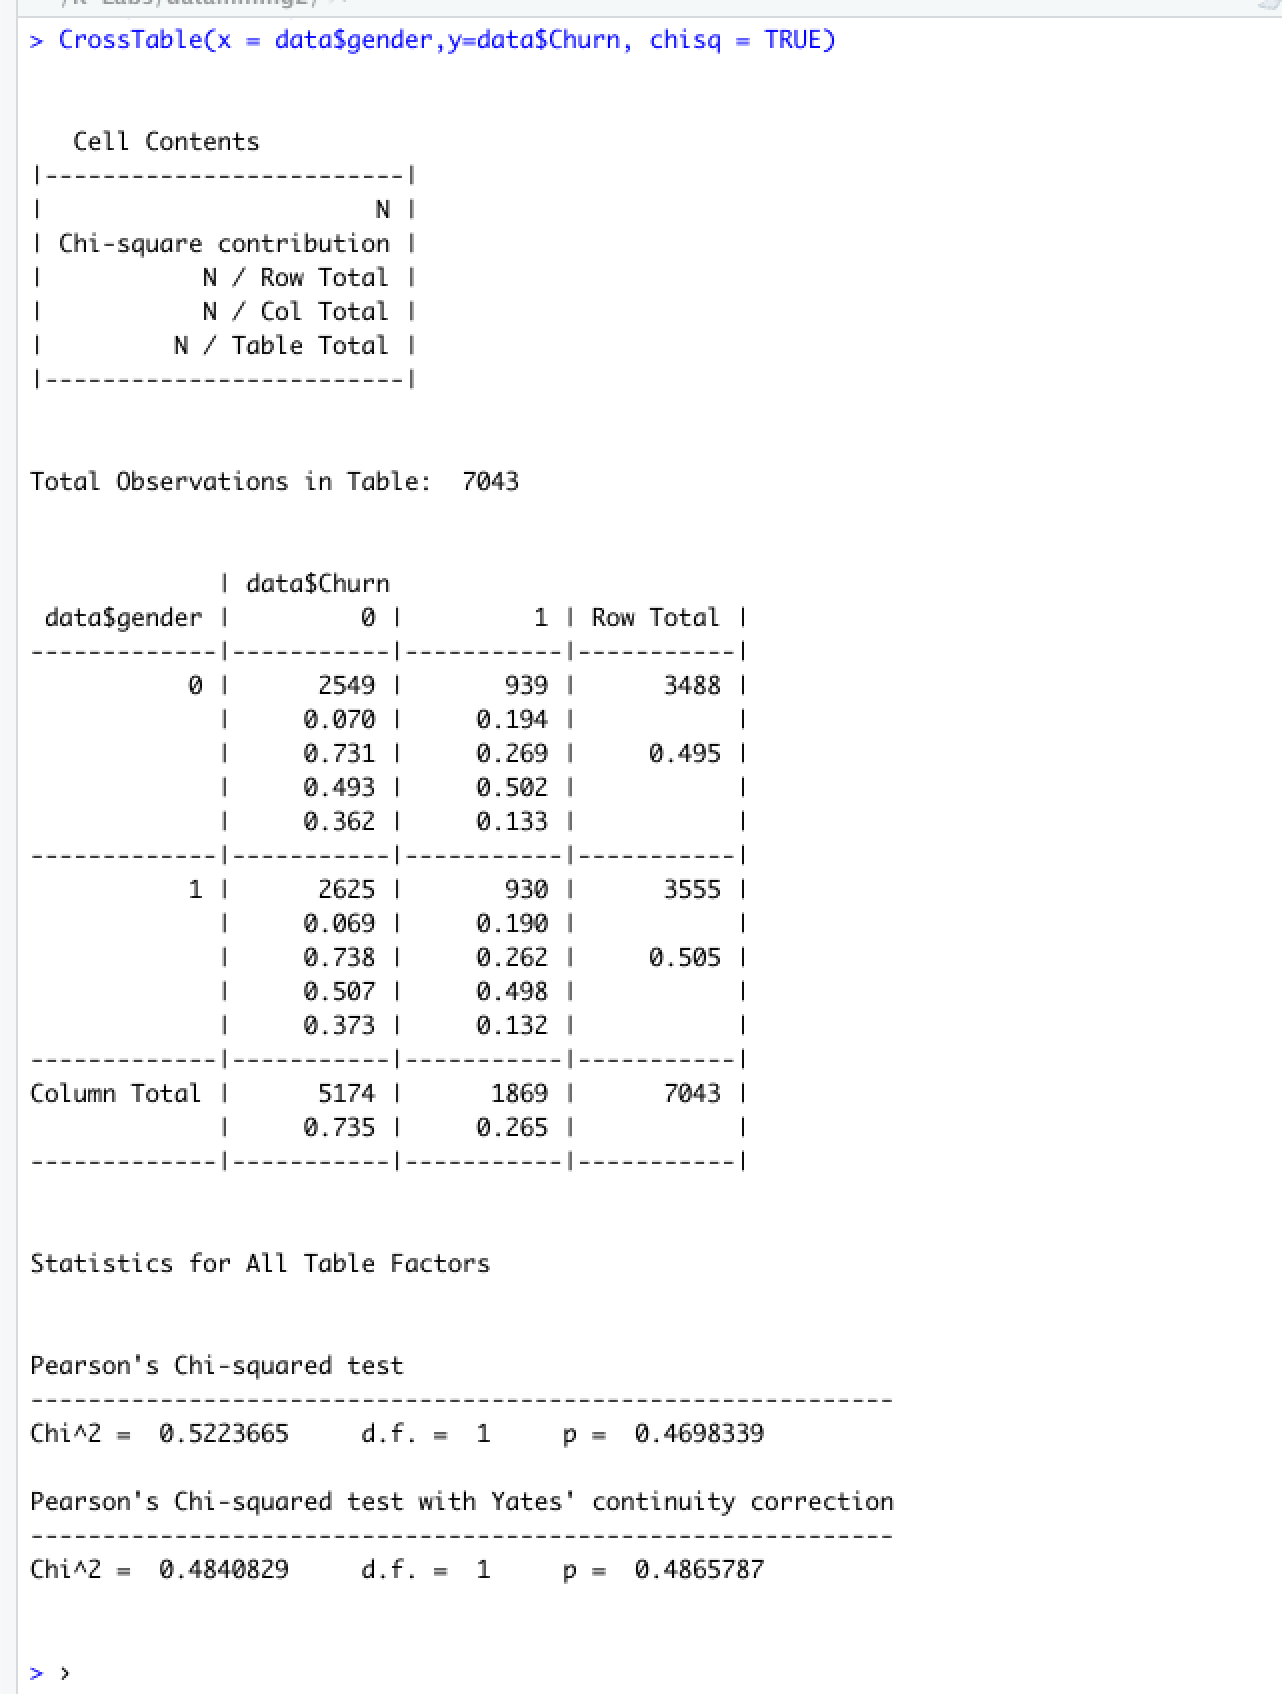 > CrossTable(x = data$gender,y=data$Churn, chisq = TRUE)
   Cell Contents
|-------------------------|
|                       N |
| Chi-square contribution |
|           N / Row Total |
|           N / Col Total |
|         N / Table Total |
|-------------------------|
Total Observations in Table:  7043
             | data$Churn
 data$gender |         0 |         1 | Row Total |
-------------|-----------|-----------|-----------|
           0 |      2549 |       939 |      3488 |
             |     0.070 |     0.194 |           |
             |     0.731 |     0.269 |     0.495 |
             |     0.493 |     0.502 |           |
             |     0.362 |     0.133 |           |
-------------|-----------|-----------|-----------|
           1 |      2625 |       930 |      3555 |
             |     0.069 |     0.190 |           |
             |     0.738 |     0.262 |     0.505 |
             |     0.507 |     0.498 |           |
             |     0.373 |     0.132 |           |
-------------|-----------|-----------|-----------|
Column Total |      5174 |      1869 |      7043 |
             |     0.735 |     0.265 |           |
-------------|-----------|-----------|-----------|
Statistics for All Table Factors
Pearson's Chi-squared test
------------------------------------------------------------
Chi^2 =  0.5223665     d.f. =  1     p =  0.4698339
Pearson's Chi-squared test with Yates' continuity correction
------------------------------------------------------------
Chi^2 =  0.4840829     d.f. =  1     p =  0.4865787
> ›